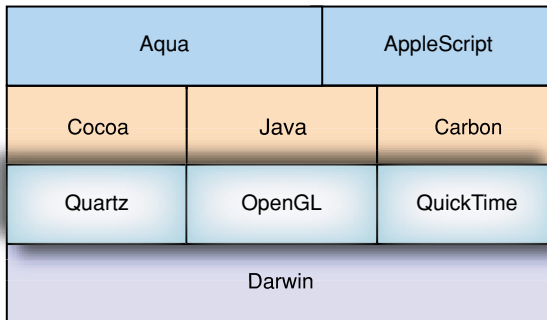 Aqua AppleScript
Cocoa Java Carbon
Quartz OpenGL QuickTime
Darwin